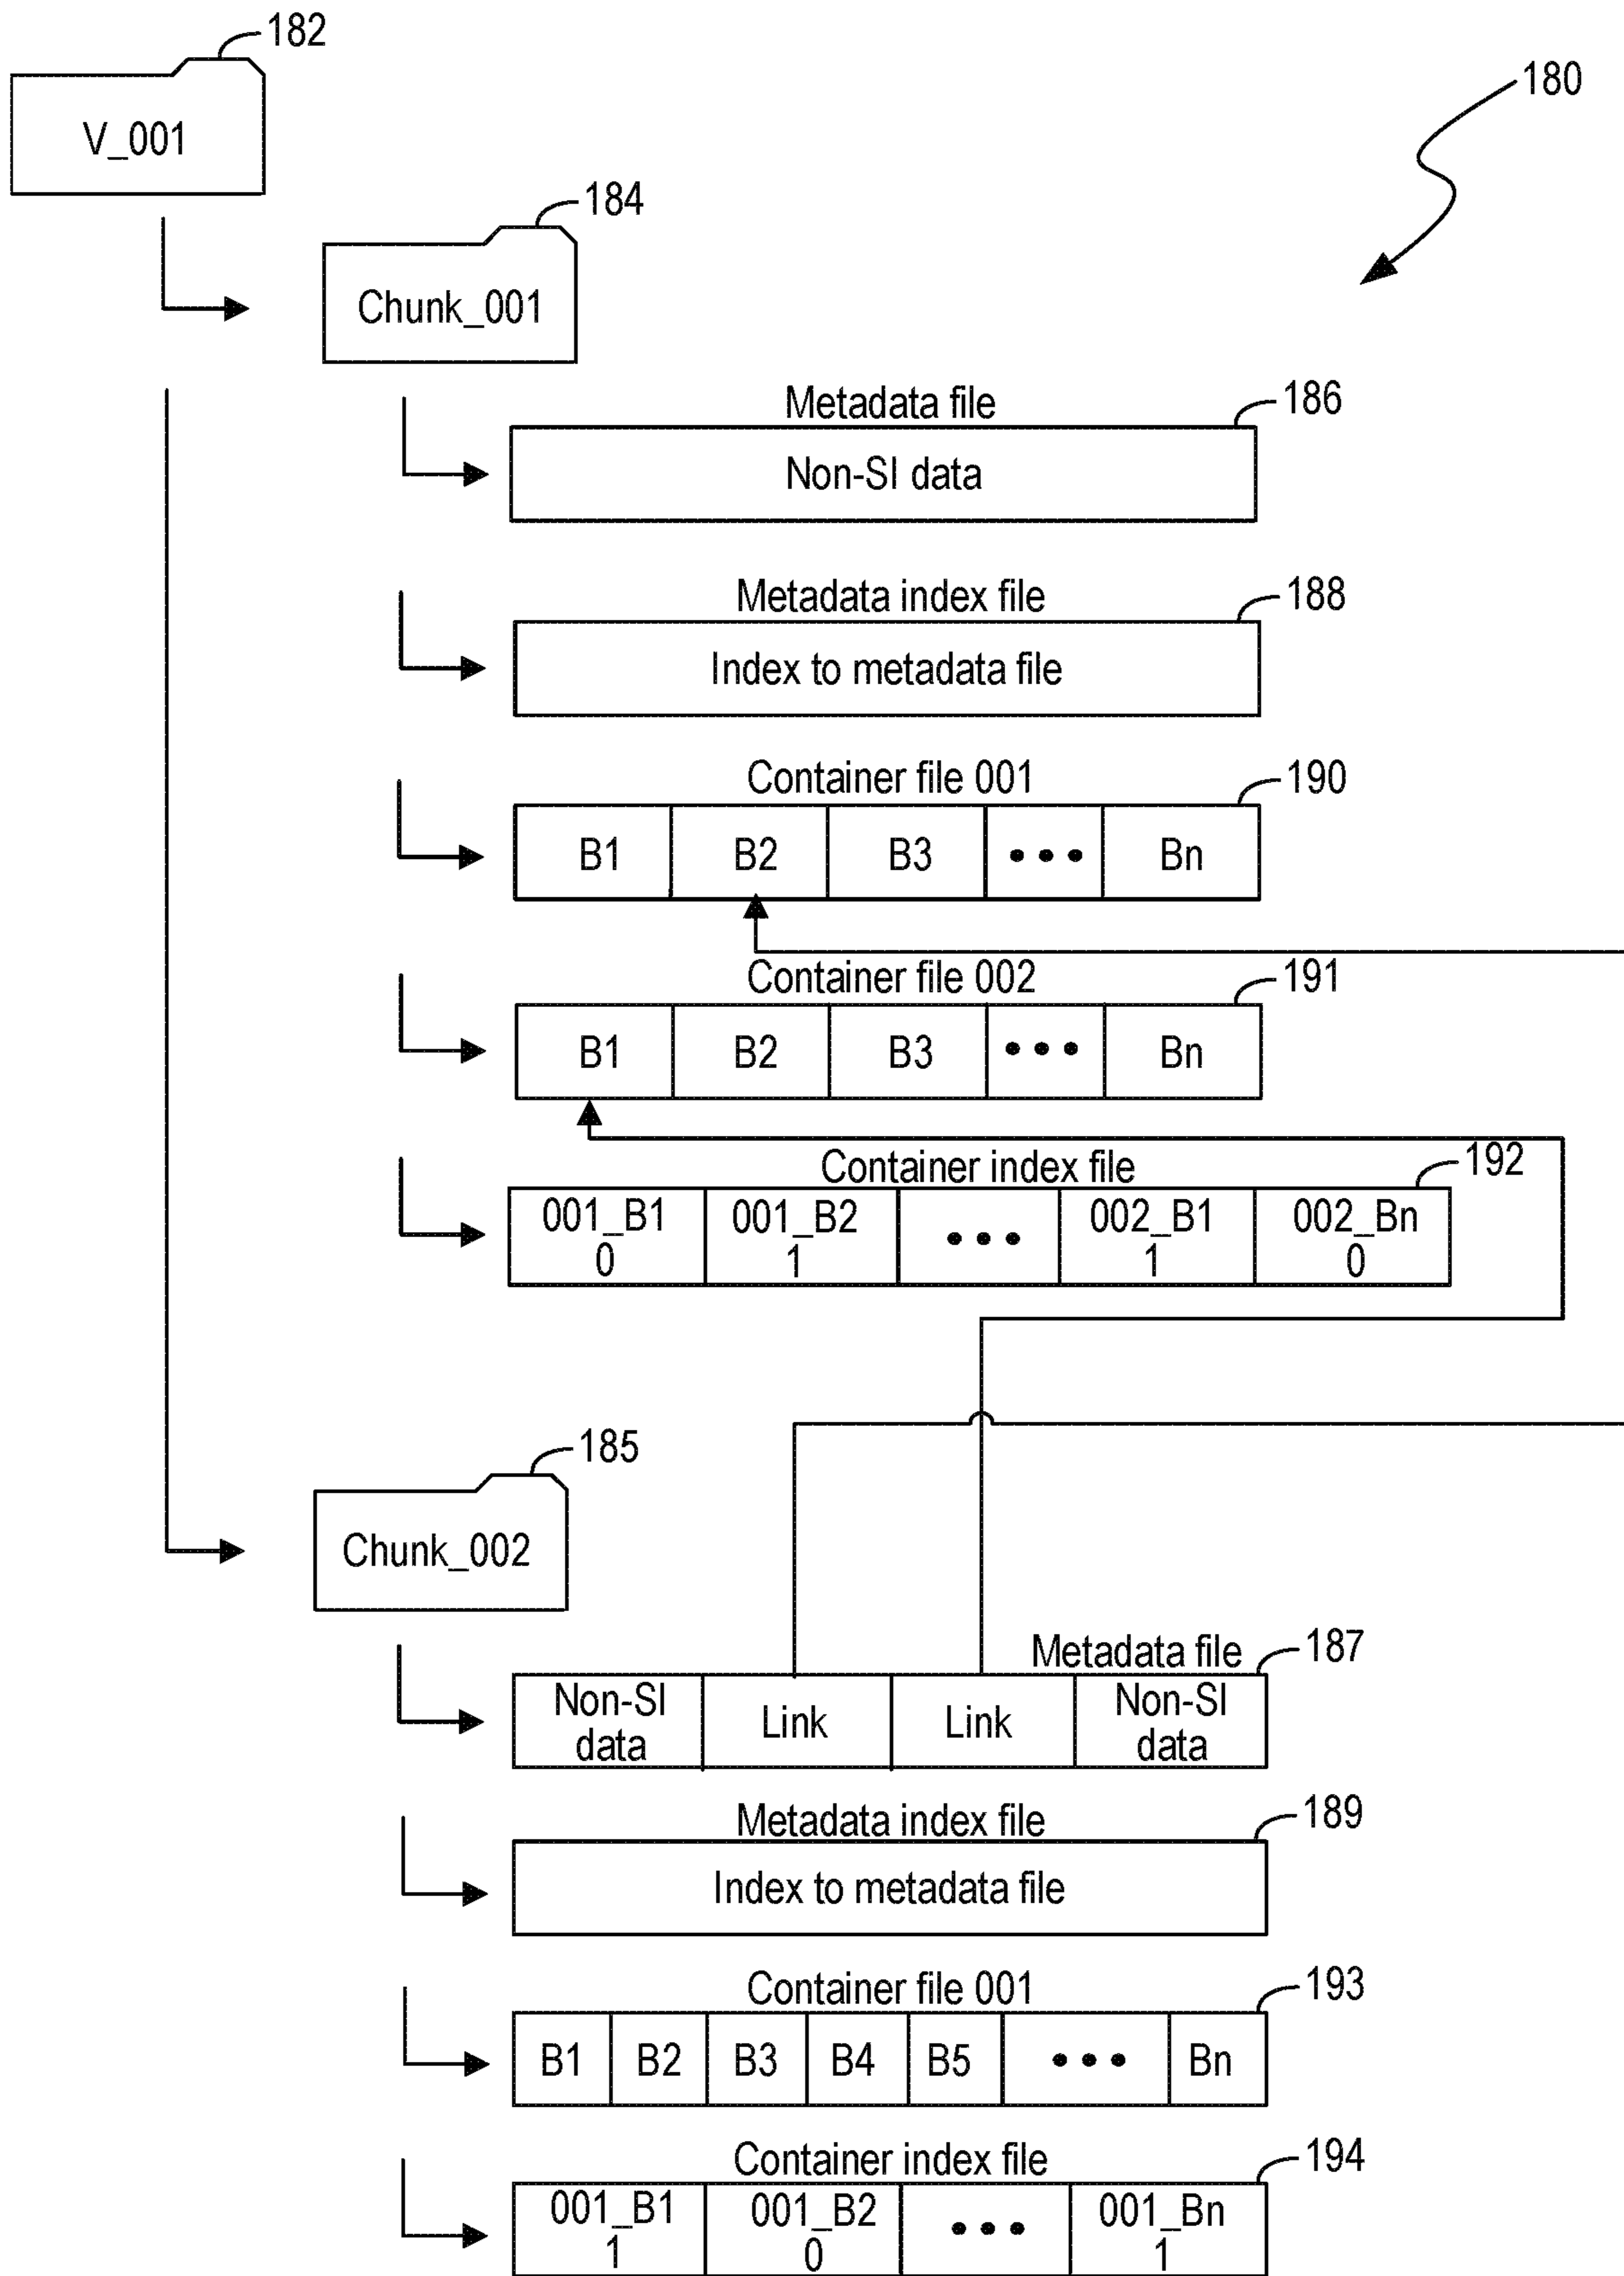 182
V_001
180
184
Chunk_001
Metadata file
186
Non-SI data
Metadata index file
188
Index to metadata file
Container file 001
190
B1 B2 B3 ••• Bn
Container file 002
191
B1 B2 B3 ••• Bn
Container index file
192
001_B1 001_B2 ••• 002_B1 002_Bn
0 1 1 0
185
Chunk_002
Metadata file
187
Non-SI Link Link Non-SI
data data
Metadata index file
189
Index to metadata file
Container file 001
193
B1 B2 B3 B4 B5 ••• Bn
Container index file
194
001_B1 001_B2 ••• 001_Bn
1 0 1